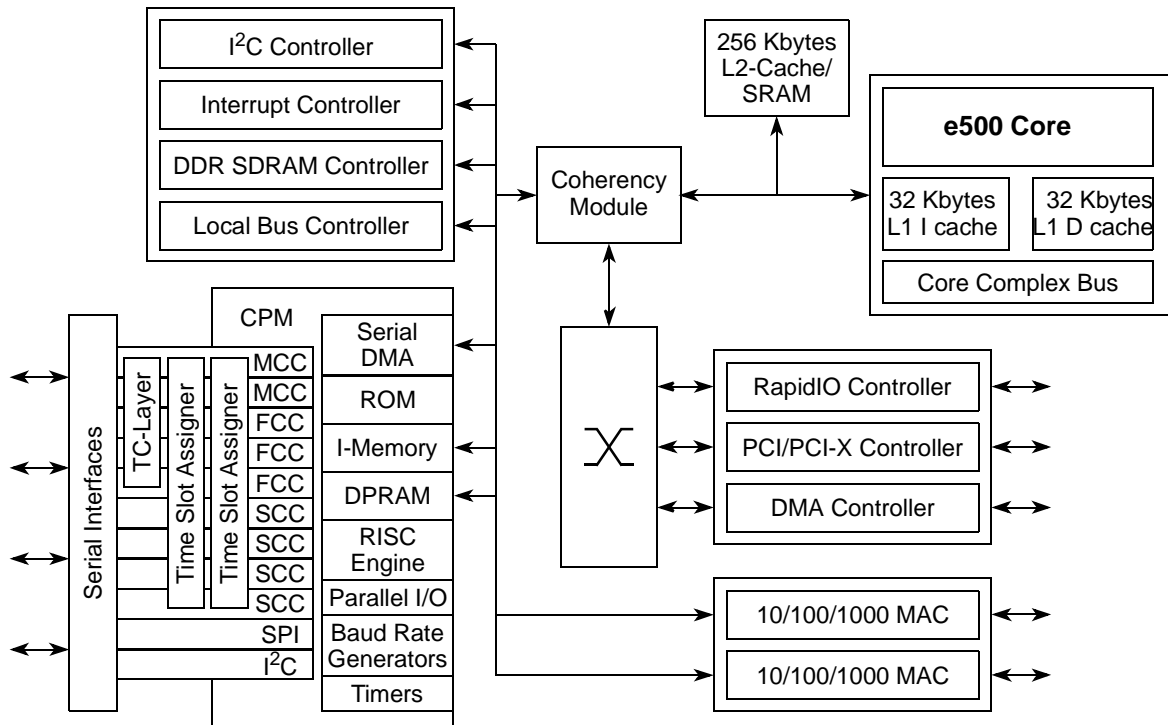 I²C Controller
Interrupt Controller
DDR SDRAM Controller
Local Bus Controller
256 Kbytes
L2-Cache/
SRAM
e500 Core
32 Kbytes
L1 I cache
32 Kbytes
L1 D cache
Core Complex Bus
Coherency
Module
CPM
Serial Interfaces
TC-Layer
Time Slot Assigner
Time Slot Assigner
MCC
MCC
FCC
FCC
FCC
SCC
SCC
SCC
SCC
SPI
I²C
Serial
DMA
ROM
I-Memory
DPRAM
RISC
Engine
Parallel I/O
Baud Rate
Generators
Timers
RapidIO Controller
PCI/PCI-X Controller
DMA Controller
10/100/1000 MAC
10/100/1000 MAC